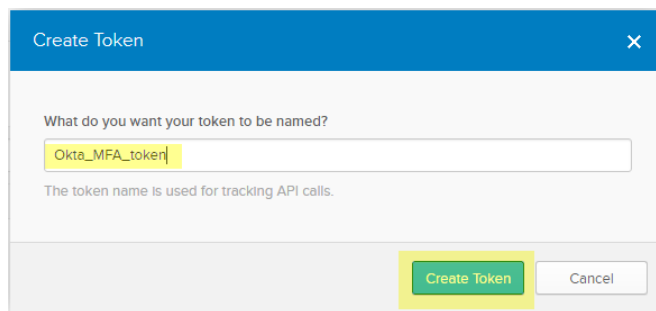 Create Token
What do you want your token to be named?
Okta_MFA_token
The token name is used for tracking API calls.
Create Token
Cancel